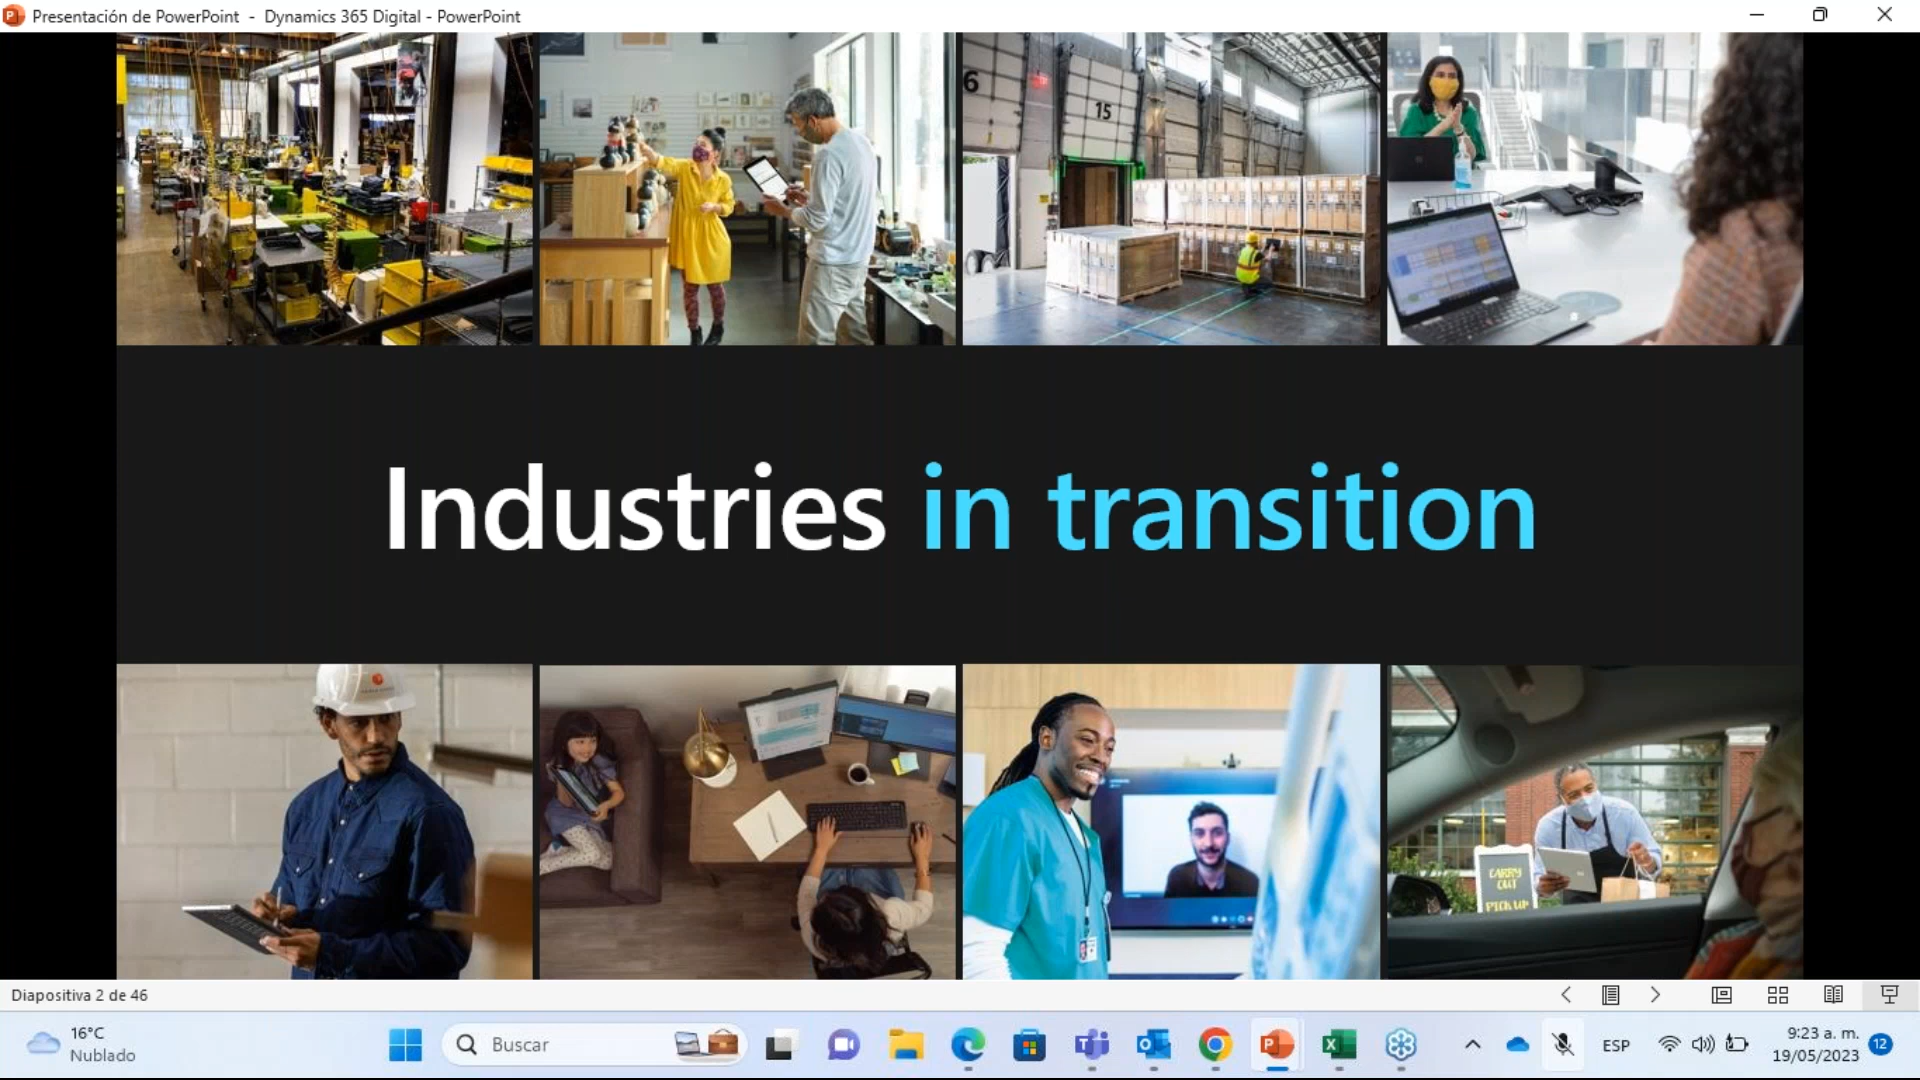 Presentación de PowerPoint - Dynamics 365 Digital - PowerPoint
6
15
Industries in transition
CARRY
OUT
PICK UP
Diapositiva 2 de 46
16°C
Nublado
Buscar
ESP
9:23 a. m.
19/05/2023
12